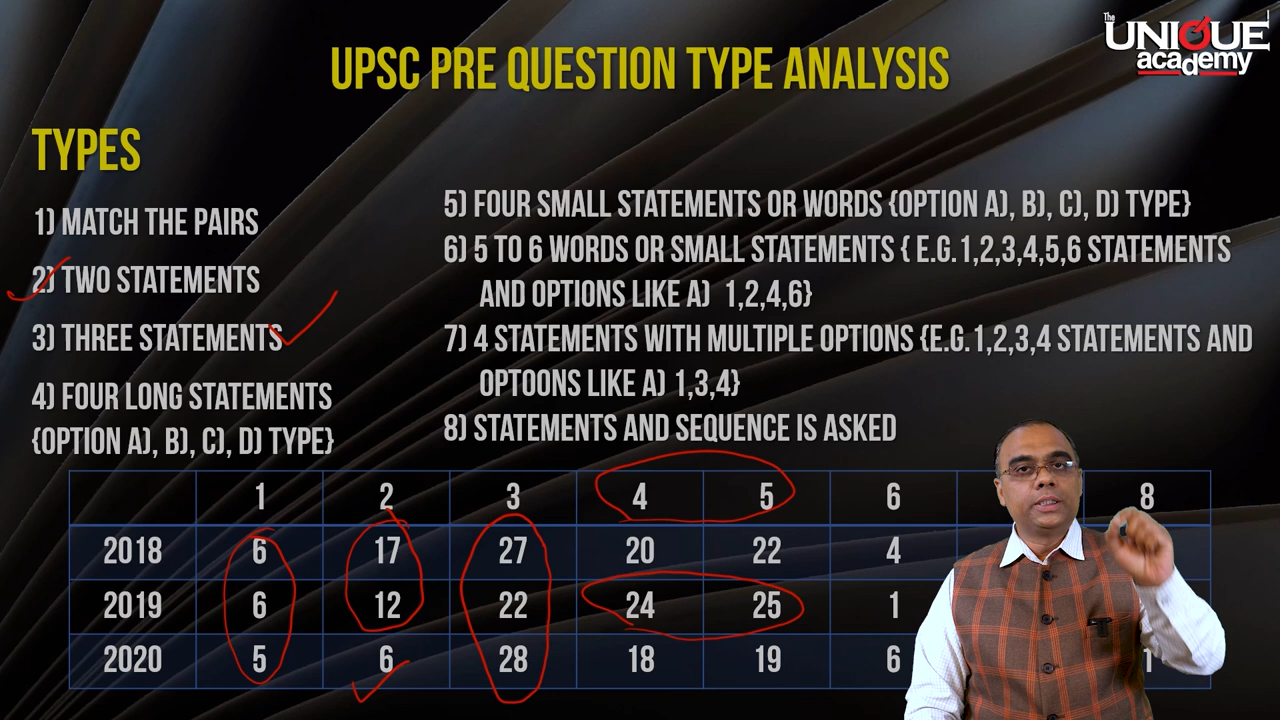 The
UNIQUE
academy
UPSC PRE QUESTION TYPE ANALYSIS
TYPES
1) MATCH THE PAIRS
2) TWO STATEMENTS
3) THREE STATEMENTS
4) FOUR LONG STATEMENTS
{OPTION A), B), C), D) TYPE}
5) FOUR SMALL STATEMENTS OR WORDS {OPTION A), B), C), D) TYPE}
6) 5 TO 6 WORDS OR SMALL STATEMENTS { E.G.1,2,3,4,5,6 STATEMENTS
AND OPTIONS LIKE A) 1,2,4,6}
7) 4 STATEMENTS WITH MULTIPLE OPTIONS {E.G.1,2,3,4 STATEMENTS AND
OPTOONS LIKE A) 1,3,4}
8) STATEMENTS AND SEQUENCE IS ASKED
1 2 3 4 5 6 8
2018 6 17 27 20 22 4
2019 6 12 22 24 25 1
2020 5 6 28 18 19 6 1